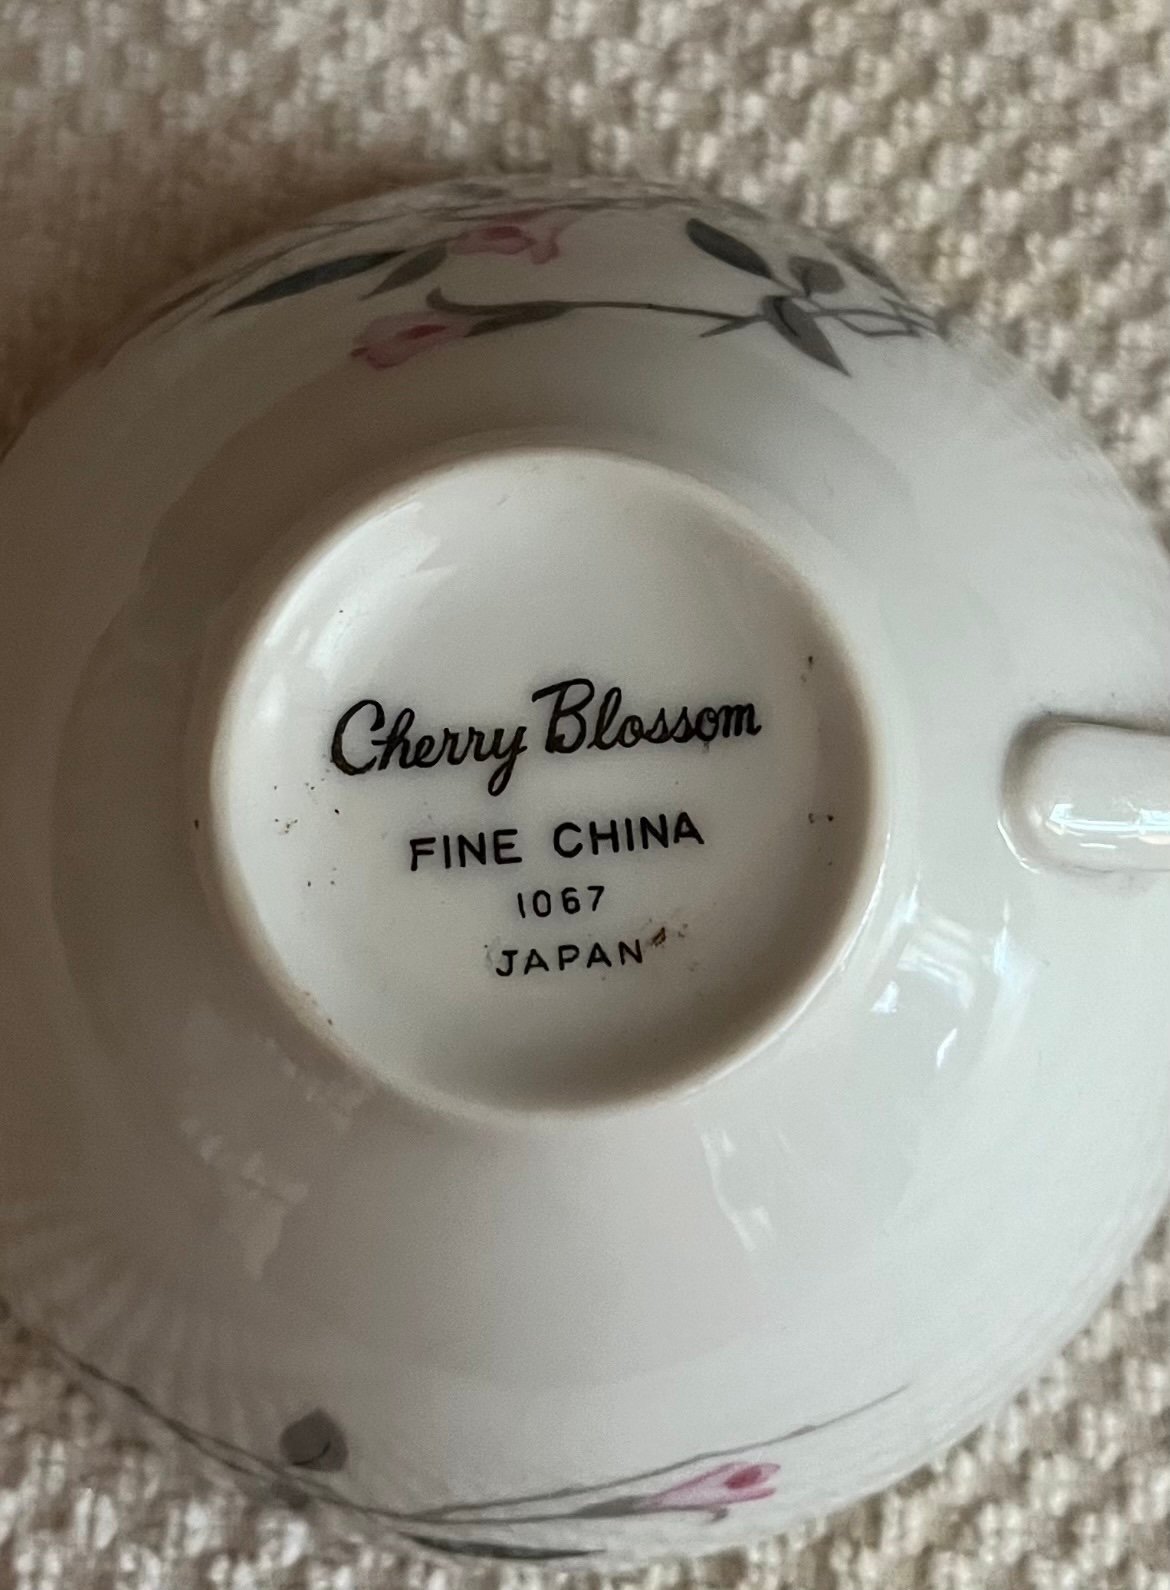 Cherry Blossom
FINE CHINA
1067
JAPAN